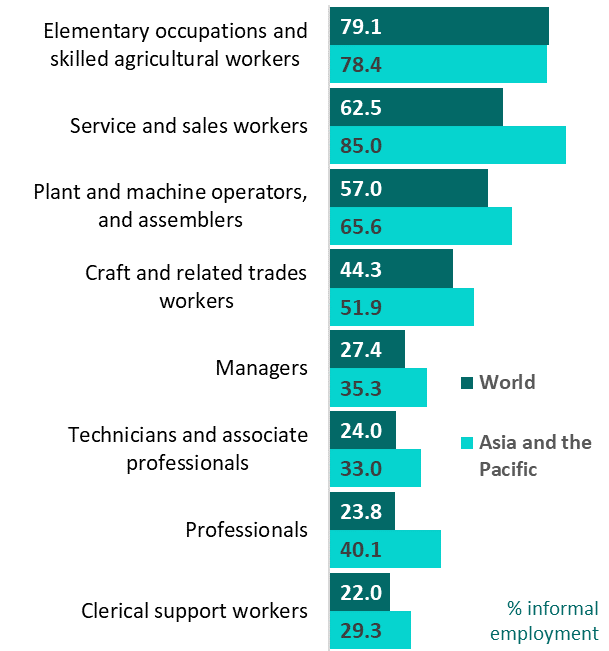 Elementary occupations and
skilled agricultural workers
79.1
78.4
Service and sales workers
62.5
85.0
Plant and machine operators,
and assemblers
57.0
65.6
Craft and related trades
workers
44.3
51.9
Managers
27.4
35.3
World
Technicians and associate
professionals
24.0
33.0
Asia and the
Pacific
Professionals
23.8
40.1
Clerical support workers
22.0
29.3
% informal
employment